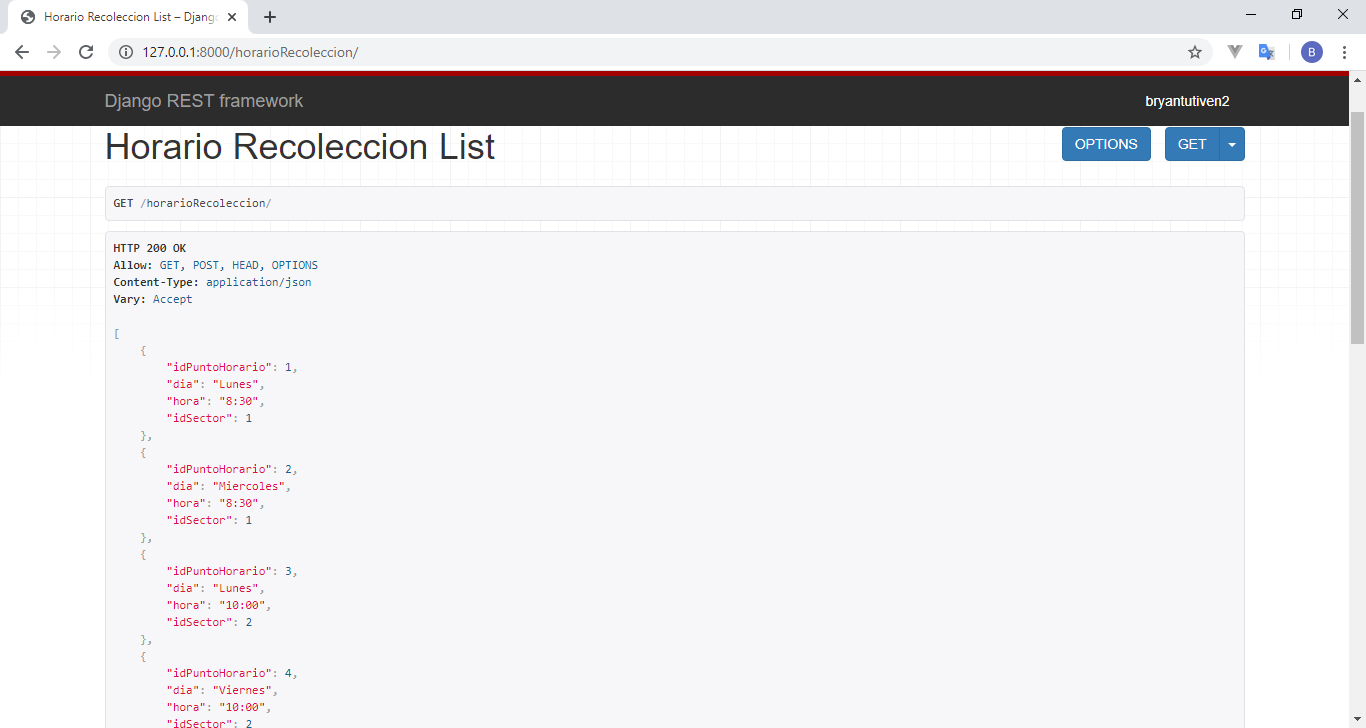 Horario Recoleccion List – Djang
127.0.0.1:8000/horarioRecoleccion/
B
Django REST framework
bryantutiven2
Horario Recoleccion List
OPTIONS
GET
GET /horarioRecoleccion/
HTTP 200 OK
Allow: GET, POST, HEAD, OPTIONS
Content-Type: application/json
Vary: Accept
[
{
"idPuntoHorario": 1,
"dia": "Lunes",
"hora": "8:30",
"idSector": 1
},
{
"idPuntoHorario": 2,
"dia": "Miercoles",
"hora": "8:30",
"idSector": 1
},
{
"idPuntoHorario": 3,
"dia": "Lunes",
"hora": "10:00",
"idSector": 2
},
{
"idPuntoHorario": 4,
"dia": "Viernes",
"hora": "10:00",
"idSector": 2